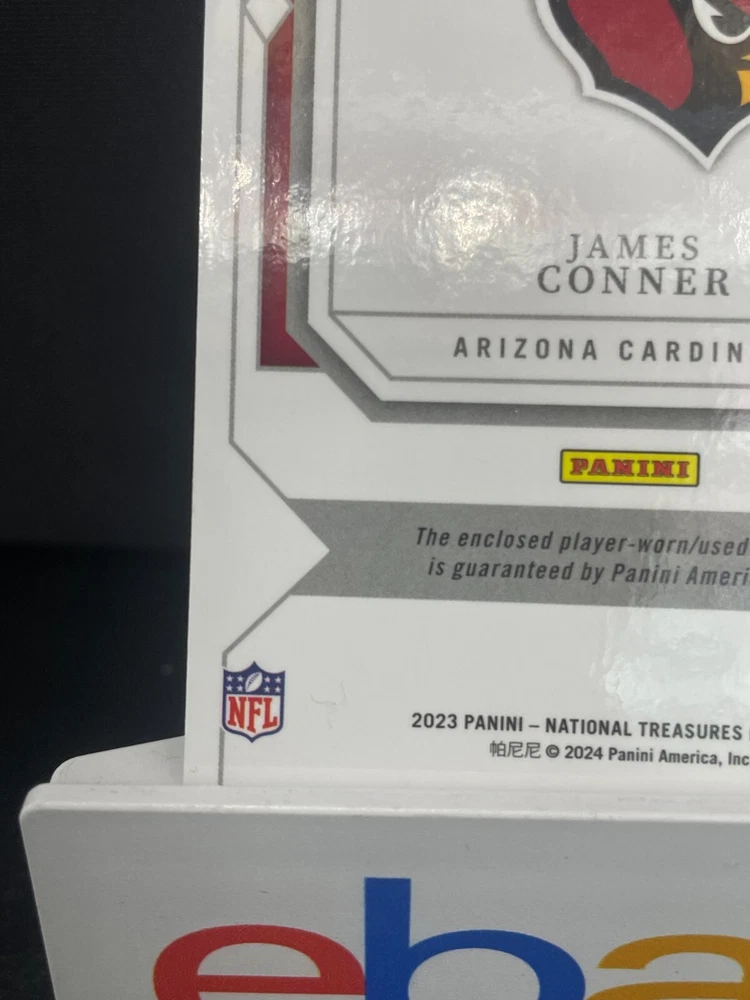 JAMES
CONNER
ARIZONA CARDIN
PANINI
The enclosed player-worn/used
is guaranteed by Panini Ameri
NFL
2023 PANINI – NATIONAL TREASURES
帕尼尼 © 2024 Panini America, Inc
eba